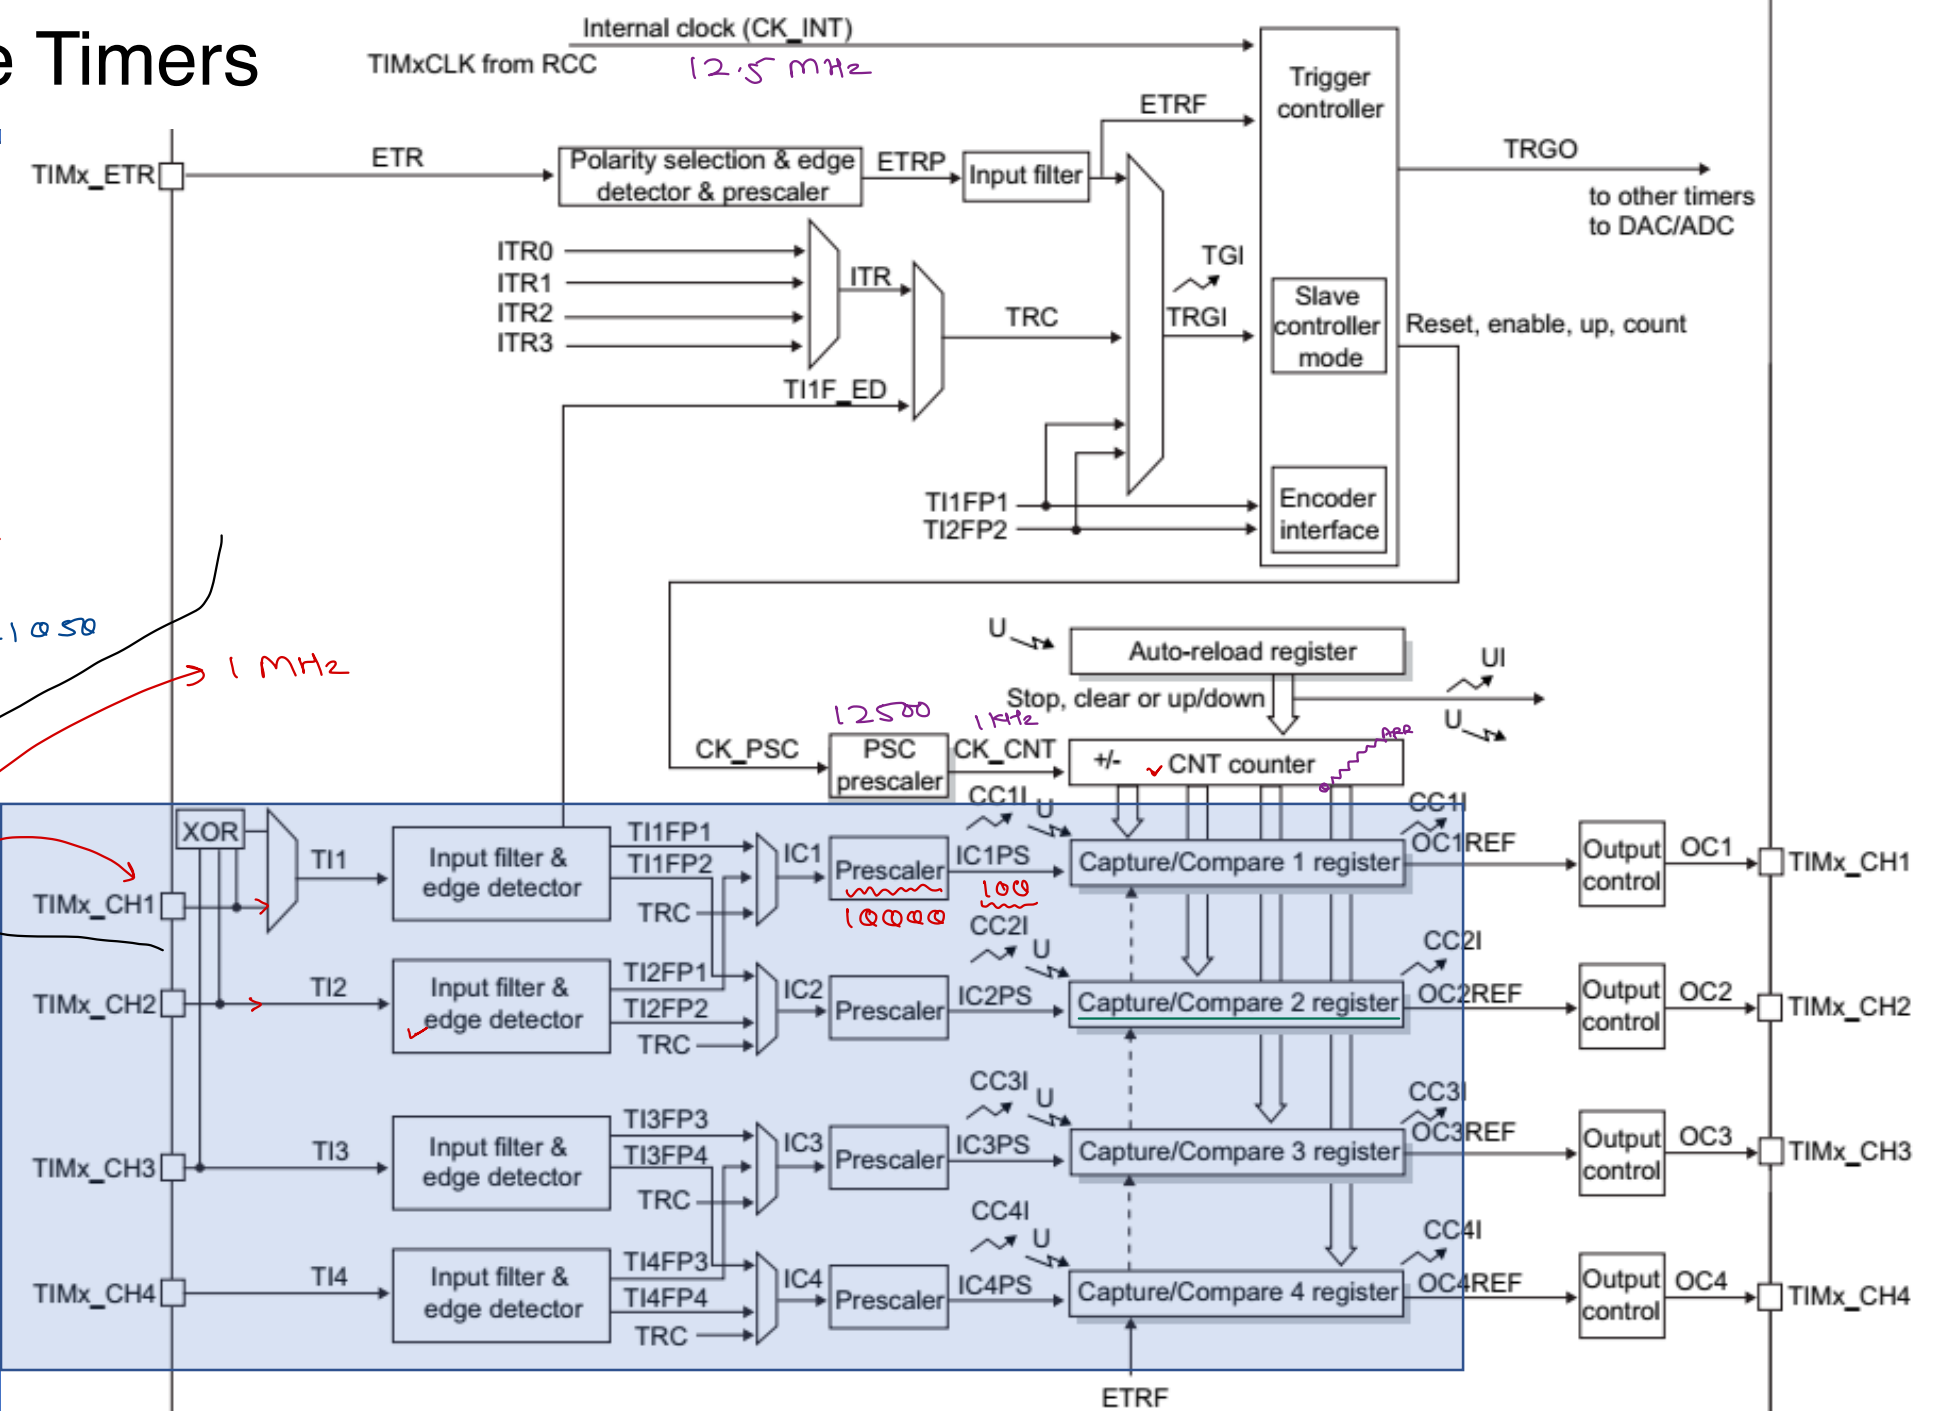 e Timers
Internal clock (CK_INT)
TIMxCLK from RCC
12.5 MHz
Trigger
controller
ETRF
TRGO
to other timers
to DAC/ADC
TIMx_ETR
ETR
Polarity selection & edge
detector & prescaler
ETRP
Input filter
ITR0
ITR1
ITR2
ITR3
ITR
TRC
TI1F_ED
TGI
TRGI
Slave
controller
mode
Reset, enable, up, count
TI1FP1
TI2FP2
Encoder
interface
1050
1 MHz
U
Auto-reload register
UI
Stop, clear or up/down
U
12500
1 KHz
ARR
CK_PSC
PSC
prescaler
CK_CNT
+/-
CNT counter
XOR
TI1
Input filter &
edge detector
TI1FP1
TI1FP2
TRC
IC1
Prescaler
10000
CC1I
U
IC1PS
100
Capture/Compare 1 register
CC1I
OC1REF
Output
control
OC1
TIMx_CH1
TIMx_CH1
TIMx_CH2
TI2
Input filter &
edge detector
TI2FP1
TI2FP2
TRC
IC2
Prescaler
CC2I
U
IC2PS
Capture/Compare 2 register
CC2I
OC2REF
Output
control
OC2
TIMx_CH2
TIMx_CH3
TI3
Input filter &
edge detector
TI3FP3
TI3FP4
TRC
IC3
Prescaler
CC3I
U
IC3PS
Capture/Compare 3 register
CC3I
OC3REF
Output
control
OC3
TIMx_CH3
TIMx_CH4
TI4
Input filter &
edge detector
TI4FP3
TI4FP4
TRC
IC4
Prescaler
CC4I
U
IC4PS
Capture/Compare 4 register
CC4I
OC4REF
Output
control
OC4
TIMx_CH4
ETRF